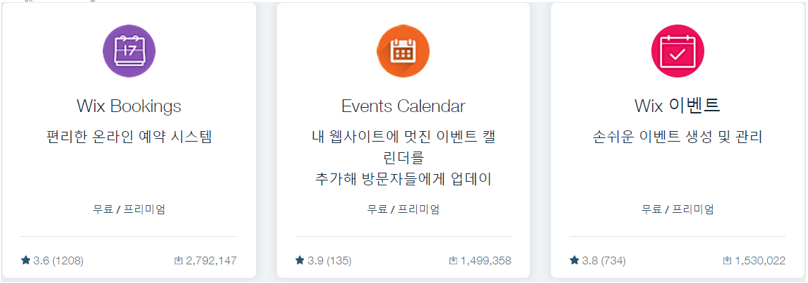 17
Wix Bookings
편리한 온라인 예약 시스템
무료 / 프리미엄
3.6 (1208)
2,792,147
Events Calendar
내 웹사이트에 멋진 이벤트 캘
린더를
추가해 방문자들에게 업데이
무료 / 프리미엄
3.9 (135)
1,499,358
Wix 이벤트
손쉬운 이벤트 생성 및 관리
무료 / 프리미엄
3.8 (734)
1,530,022